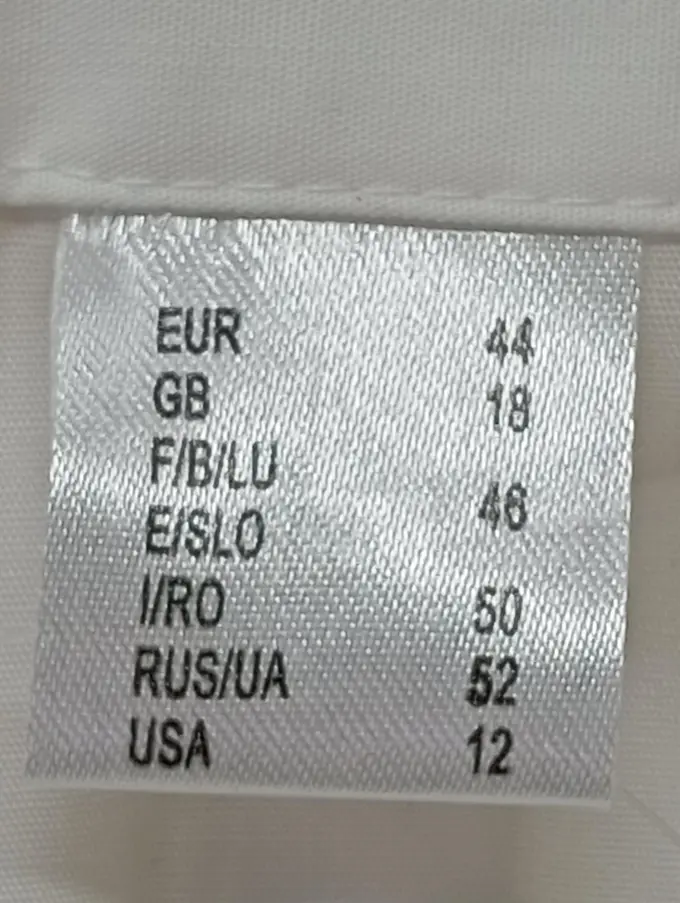 EUR 44
GB 18
F/B/LU
E/SLO 46
I/RO 50
RUS/UA 52
USA 12